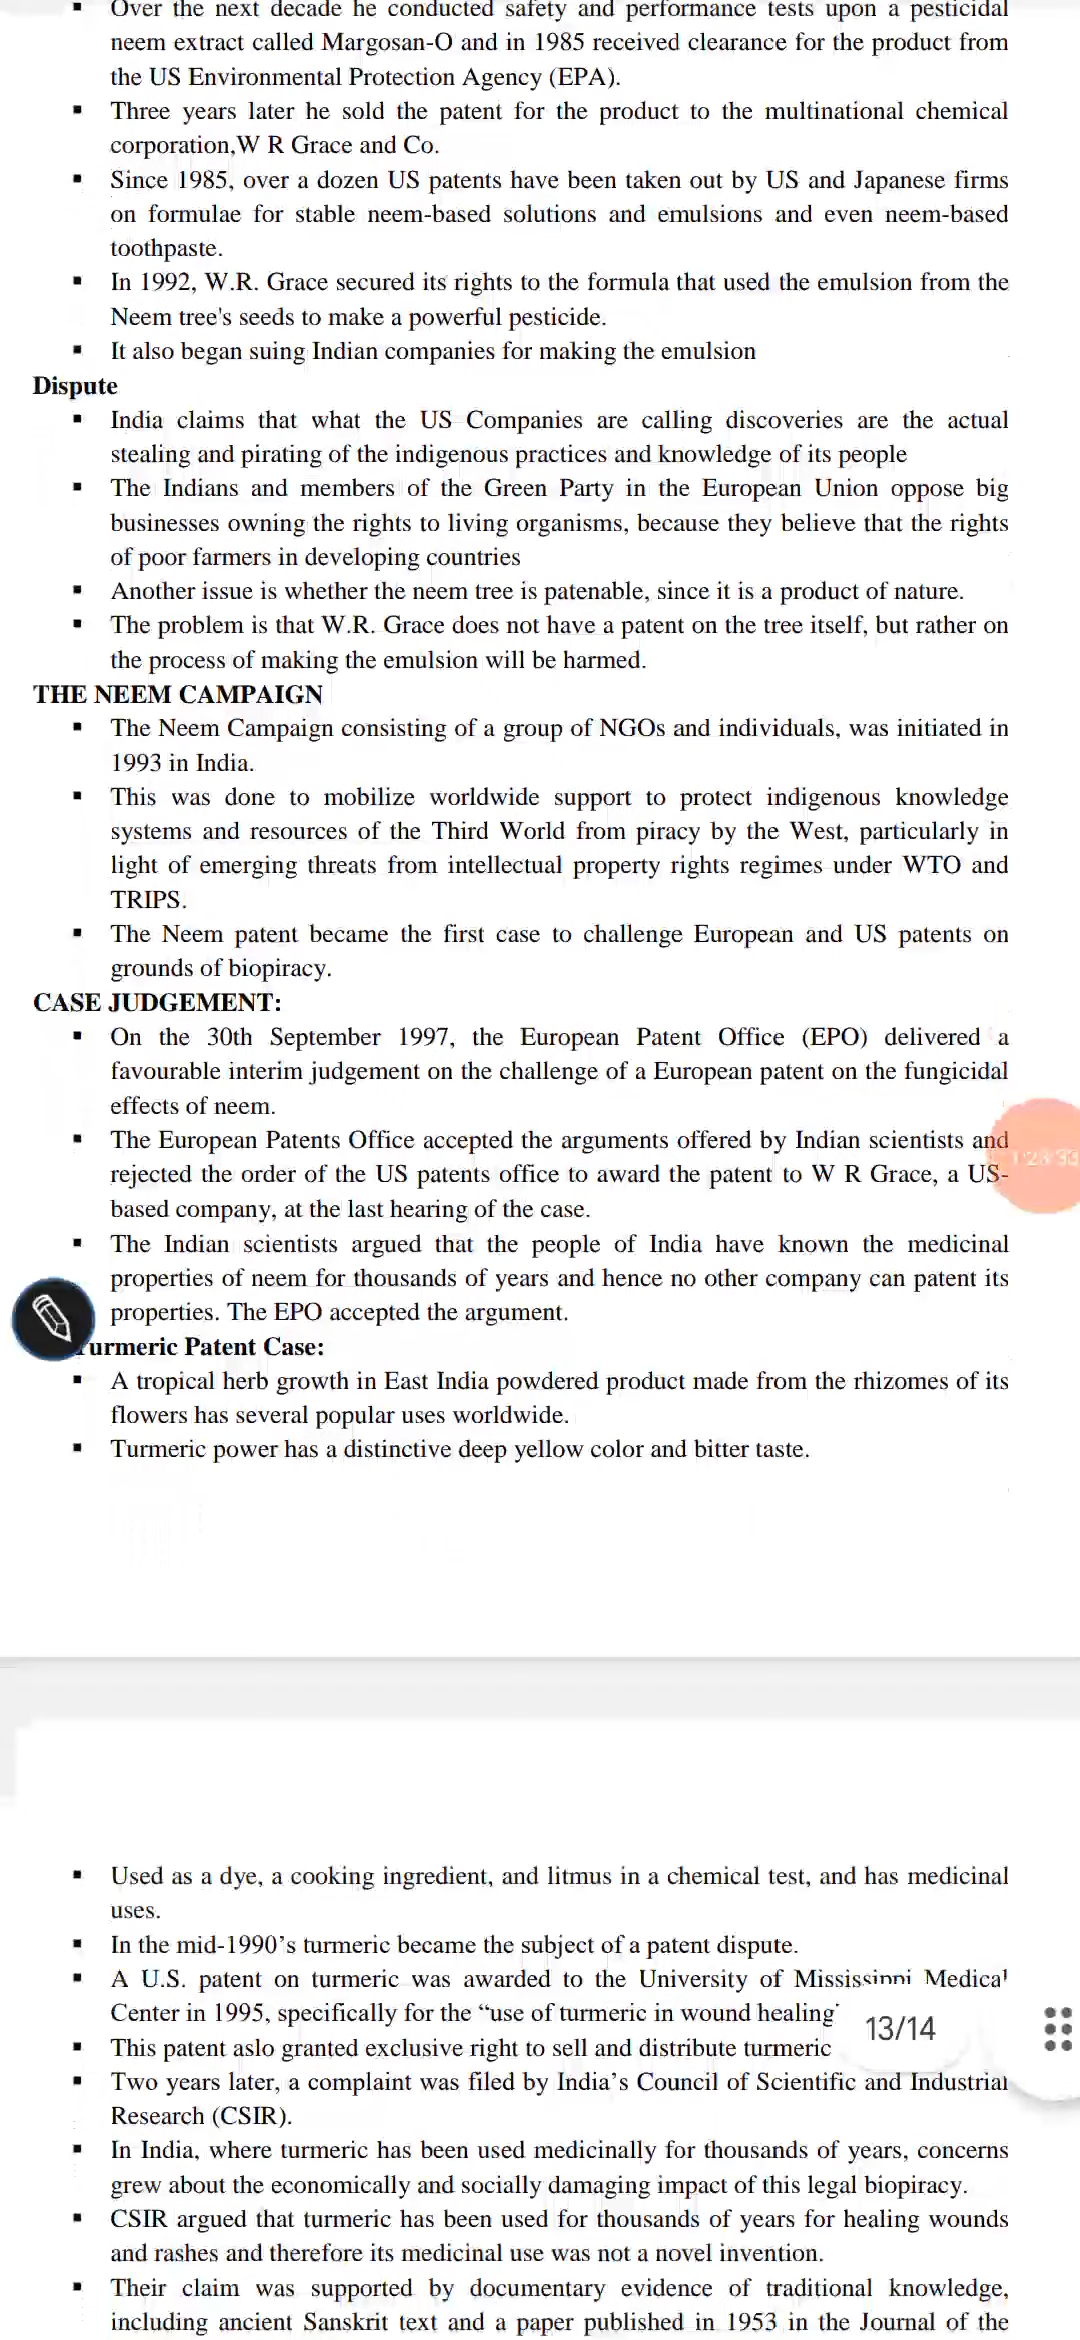 ▪ Over the next decade he conducted safety and performance tests upon a pesticidal
neem extract called Margosan-O and in 1985 received clearance for the product from
the US Environmental Protection Agency (EPA).
▪ Three years later he sold the patent for the product to the multinational chemical
corporation,W R Grace and Co.
▪ Since 1985, over a dozen US patents have been taken out by US and Japanese firms
on formulae for stable neem-based solutions and emulsions and even neem-based
toothpaste.
▪ In 1992, W.R. Grace secured its rights to the formula that used the emulsion from the
Neem tree's seeds to make a powerful pesticide.
▪ It also began suing Indian companies for making the emulsion
Dispute
▪ India claims that what the US Companies are calling discoveries are the actual
stealing and pirating of the indigenous practices and knowledge of its people
▪ The Indians and members of the Green Party in the European Union oppose big
businesses owning the rights to living organisms, because they believe that the rights
of poor farmers in developing countries
▪ Another issue is whether the neem tree is patenable, since it is a product of nature.
▪ The problem is that W.R. Grace does not have a patent on the tree itself, but rather on
the process of making the emulsion will be harmed.
THE NEEM CAMPAIGN
▪ The Neem Campaign consisting of a group of NGOs and individuals, was initiated in
1993 in India.
▪ This was done to mobilize worldwide support to protect indigenous knowledge
systems and resources of the Third World from piracy by the West, particularly in
light of emerging threats from intellectual property rights regimes under WTO and
TRIPS.
▪ The Neem patent became the first case to challenge European and US patents on
grounds of biopiracy.
CASE JUDGEMENT:
▪ On the 30th September 1997, the European Patent Office (EPO) delivered a
favourable interim judgement on the challenge of a European patent on the fungicidal
effects of neem.
▪ The European Patents Office accepted the arguments offered by Indian scientists and
rejected the order of the US patents office to award the patent to W R Grace, a US-
based company, at the last hearing of the case.
▪ The Indian scientists argued that the people of India have known the medicinal
properties of neem for thousands of years and hence no other company can patent its
properties. The EPO accepted the argument.
Turmeric Patent Case:
▪ A tropical herb growth in East India powdered product made from the rhizomes of its
flowers has several popular uses worldwide.
▪ Turmeric power has a distinctive deep yellow color and bitter taste.
▪ Used as a dye, a cooking ingredient, and litmus in a chemical test, and has medicinal
uses.
▪ In the mid-1990’s turmeric became the subject of a patent dispute.
▪ A U.S. patent on turmeric was awarded to the University of Mississippi Medical
Center in 1995, specifically for the “use of turmeric in wound healing
13/14
▪ This patent aslo granted exclusive right to sell and distribute turmeric
▪ Two years later, a complaint was filed by India’s Council of Scientific and Industrial
Research (CSIR).
▪ In India, where turmeric has been used medicinally for thousands of years, concerns
grew about the economically and socially damaging impact of this legal biopiracy.
▪ CSIR argued that turmeric has been used for thousands of years for healing wounds
and rashes and therefore its medicinal use was not a novel invention.
▪ Their claim was supported by documentary evidence of traditional knowledge,
including ancient Sanskrit text and a paper published in 1953 in the Journal of the